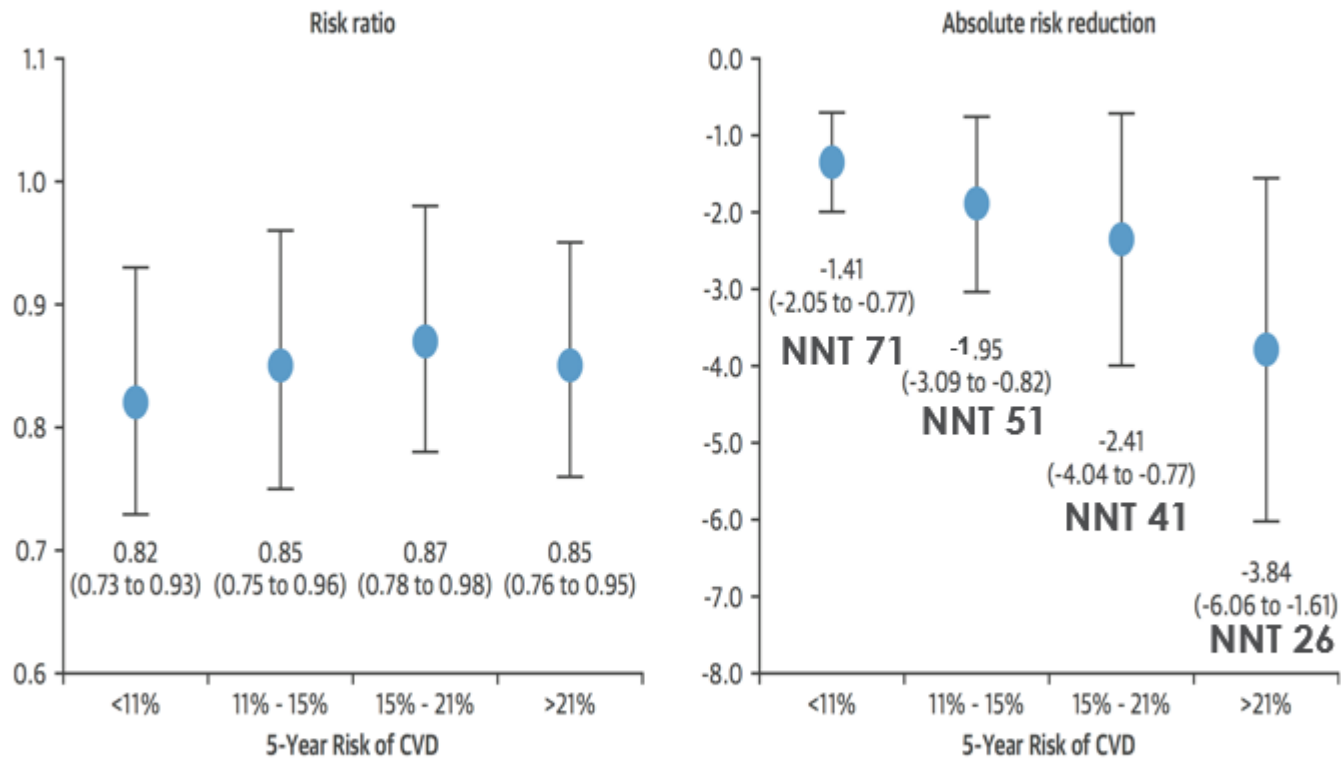 Risk ratio
1.1
1.0
0.9
0.8
0.7
0.6
0.82
(0.73 to 0.93)
0.85
(0.75 to 0.96)
0.87
(0.78 to 0.98)
0.85
(0.76 to 0.95)
<11%
11% - 15%
15% - 21%
>21%
5-Year Risk of CVD
Absolute risk reduction
0.0
-1.0
-2.0
-3.0
-4.0
-5.0
-6.0
-7.0
-8.0
-1.41
(-2.05 to -0.77)
NNT 71
-1.95
(-3.09 to -0.82)
NNT 51
-2.41
(-4.04 to -0.77)
NNT 41
-3.84
(-6.06 to -1.61)
NNT 26
<11%
11% - 15%
15% - 21%
>21%
5-Year Risk of CVD